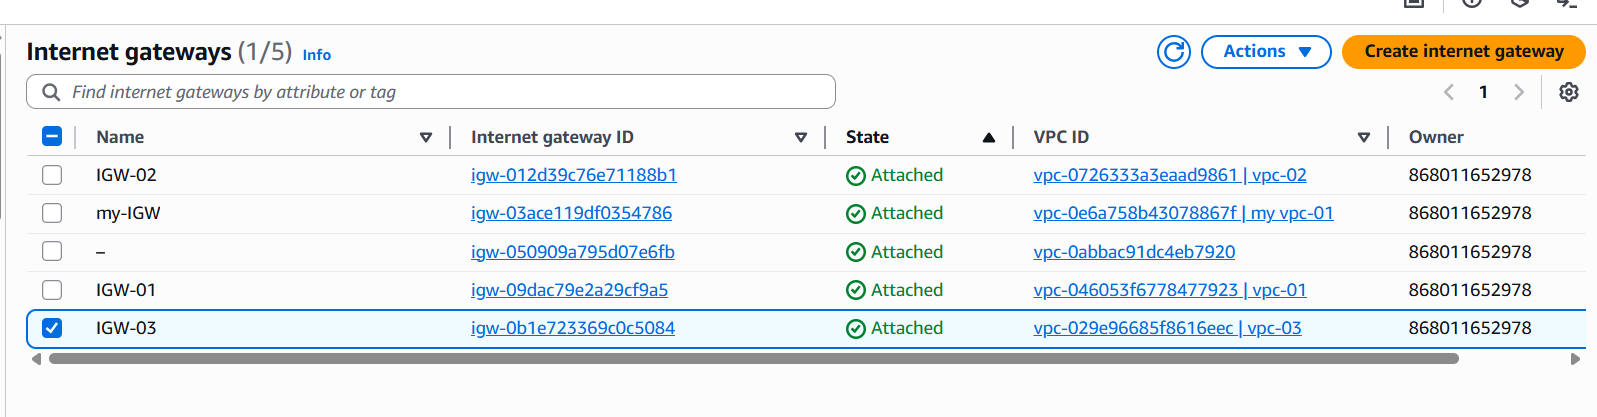 Internet gateways (1/5) Info
Actions
Create internet gateway
Find internet gateways by attribute or tag
1
Name Internet gateway ID State VPC ID Owner
IGW-02 igw-012d39c76e71188b1 Attached vpc-0726333a3eaad9861 | vpc-02 868011652978
my-IGW igw-03ace119df0354786 Attached vpc-0e6a758b43078867f | my vpc-01 868011652978
– igw-050909a795d07e6fb Attached vpc-0abbac91dc4eb7920 868011652978
IGW-01 igw-09dac79e2a29cf9a5 Attached vpc-046053f6778477923 | vpc-01 868011652978
IGW-03 igw-0b1e723369c0c5084 Attached vpc-029e96685f8616eec | vpc-03 868011652978